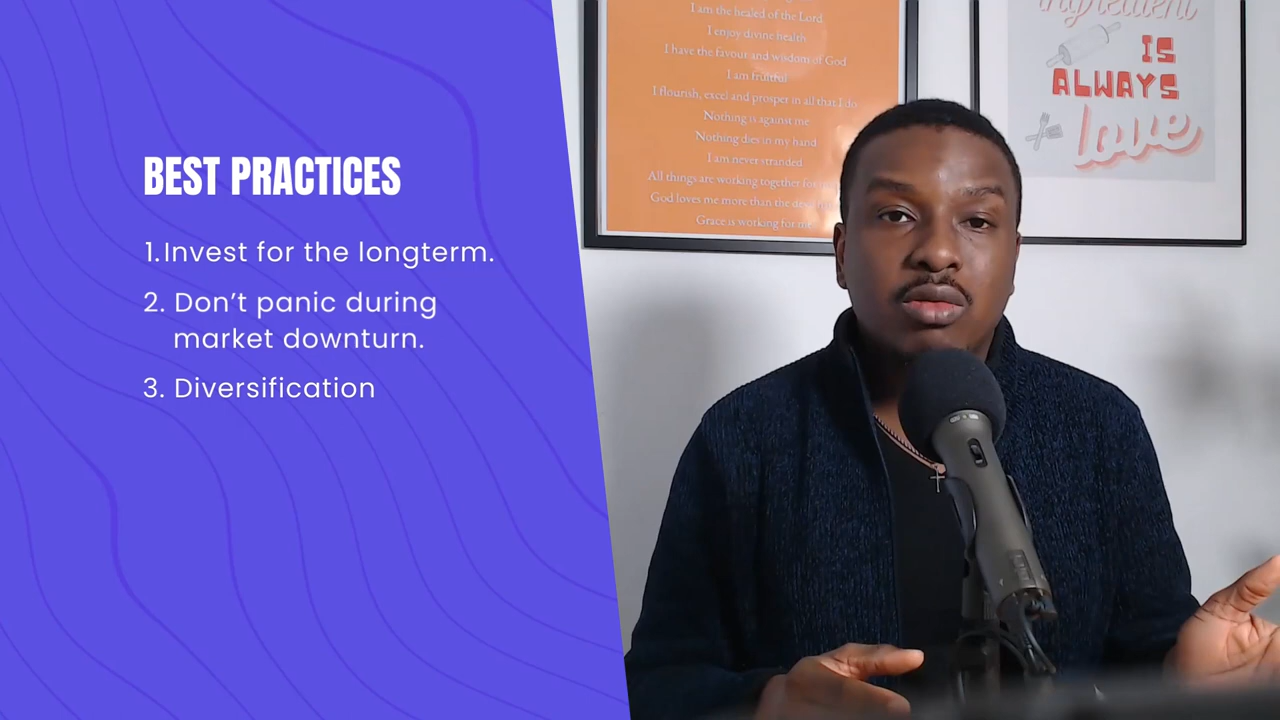 BEST PRACTICES
1.Invest for the longterm.
2. Don’t panic during
market downturn.
3. Diversification
I am the healed of the Lord
I enjoy divine health
I have the favour and wisdom of God
I am fruitful
I flourish, excel and prosper in all that I do
Nothing is against me
Nothing dies in my hand
I am never stranded
All things are working together for
God loves me more than the
Grace is working for me
ingredient
IS
ALWAYS
love